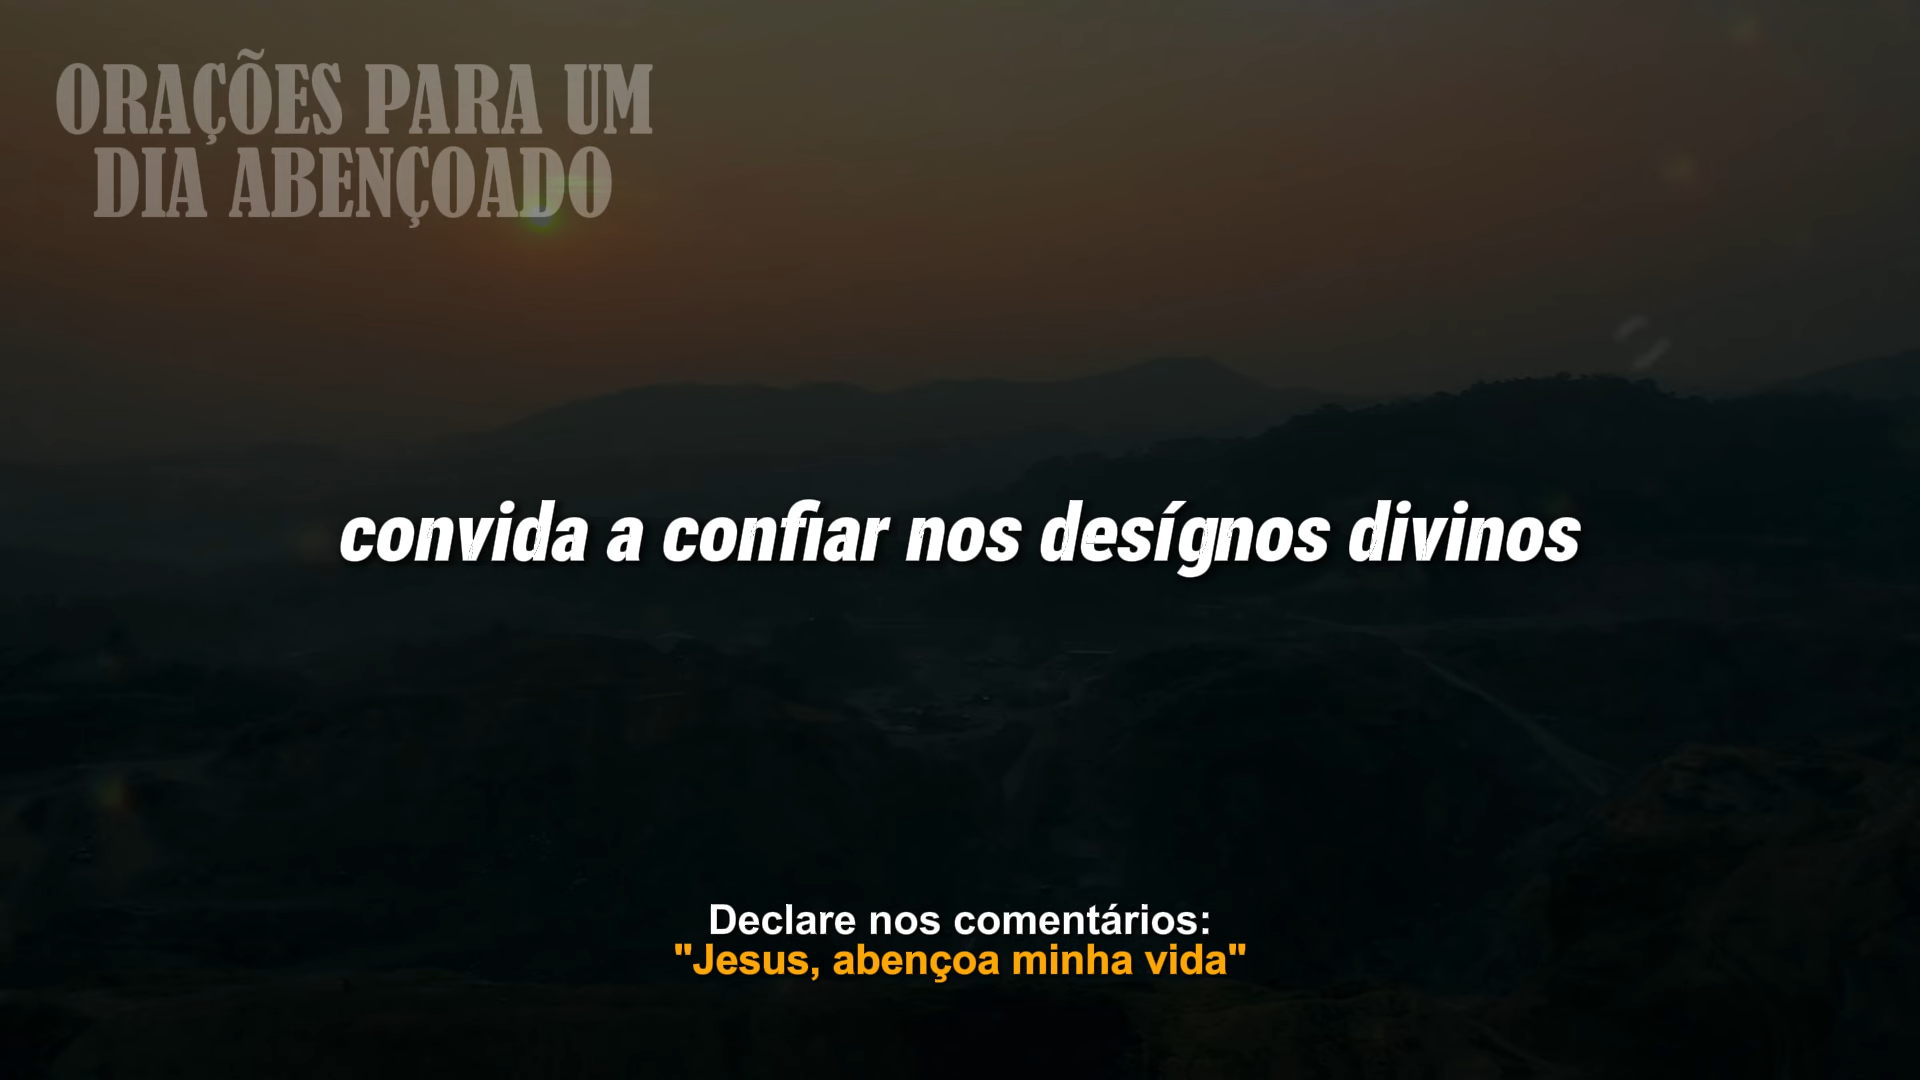 ORAÇÕES PARA UM
DIA ABENÇOADO
convida a confiar nos desígnos divinos
Declare nos comentários:
"Jesus, abençoa minha vida"